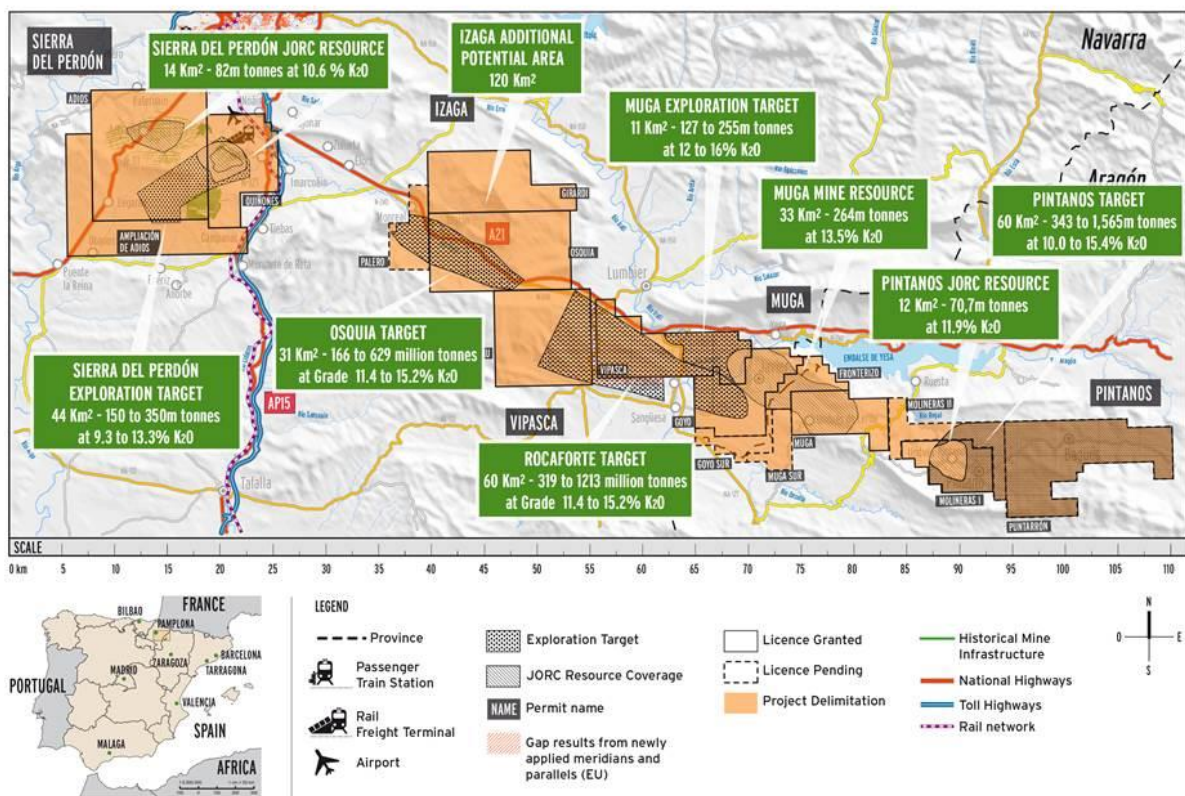 SIERRA
DEL PERDÓN
SIERRA DEL PERDÓN JORC RESOURCE
14 Km² - 82m tonnes at 10.6 % K2O
IZAGA ADDITIONAL
POTENTIAL AREA
120 Km²
MUGA EXPLORATION TARGET
11 Km² - 127 to 255m tonnes
at 12 to 16% K2O
MUGA MINE RESOURCE
33 Km² - 264m tonnes
at 13.5% K2O
PINTANOS TARGET
60 Km² - 343 to 1,565m tonnes
at 10.0 to 15.4% K2O
PINTANOS JORC RESOURCE
12 Km² - 70,7m tonnes
at 11.9% K2O
OSQUIA TARGET
31 Km² - 166 to 629 million tonnes
at Grade 11.4 to 15.2% K2O
SIERRA DEL PERDÓN
EXPLORATION TARGET
44 Km² - 150 to 350m tonnes
at 9.3 to 13.3% K2O
ROCAFORTE TARGET
60 Km² - 319 to 1213 million tonnes
at Grade 11.4 to 15.2% K2O
Navarra
Aragón
ADIOS
IZAGA
GIRARDI
QUIÑONES
AMPLIACIÓN
DE ADIOS
Monreal
A21
PALERO
OSQUIA
Lumbier
MUGA
Puente
la Reina
EMBALSE DE YESA
FRONTERIZO
VIPASCA
AP15
VIPASCA
Sangüesa
GOYO
Ruesta
MOLINERAS II
PINTANOS
GOYO SUR
MUGA
MUGA SUR
MOLINERAS I
PUNTARRÓN
Tafalla
SCALE
0 km 5 10 15 20 25 30 35 40 45 50 55 60 65 70 75 80 85 90 95 100 105 110
FRANCE
BILBAO
PAMPLONA
BARCELONA
ZARAGOZA
TARRAGONA
MADRID
PORTUGAL
VALENCIA
SPAIN
MALAGA
AFRICA
LEGEND
Province
Passenger
Train Station
Rail
Freight Terminal
Airport
Exploration Target
JORC Resource Coverage
NAME Permit name
Gap results from newly
applied meridians and
parallels (EU)
Licence Granted
Licence Pending
Project Delimitation
Historical Mine
Infrastructure
National Highways
Toll Highways
Rail network
N
O E
S